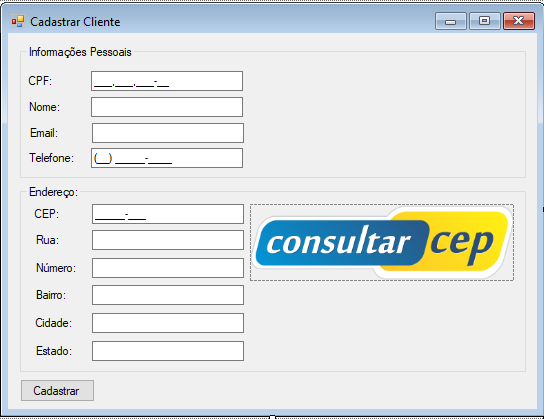 Cadastrar Cliente
Informações Pessoais
CPF: ___.___.___-__
Nome:
Email:
Telefone: (__) _____-____
Endereço:
CEP: _____-___
consultar cep
Rua:
Número:
Bairro:
Cidade:
Estado:
Cadastrar